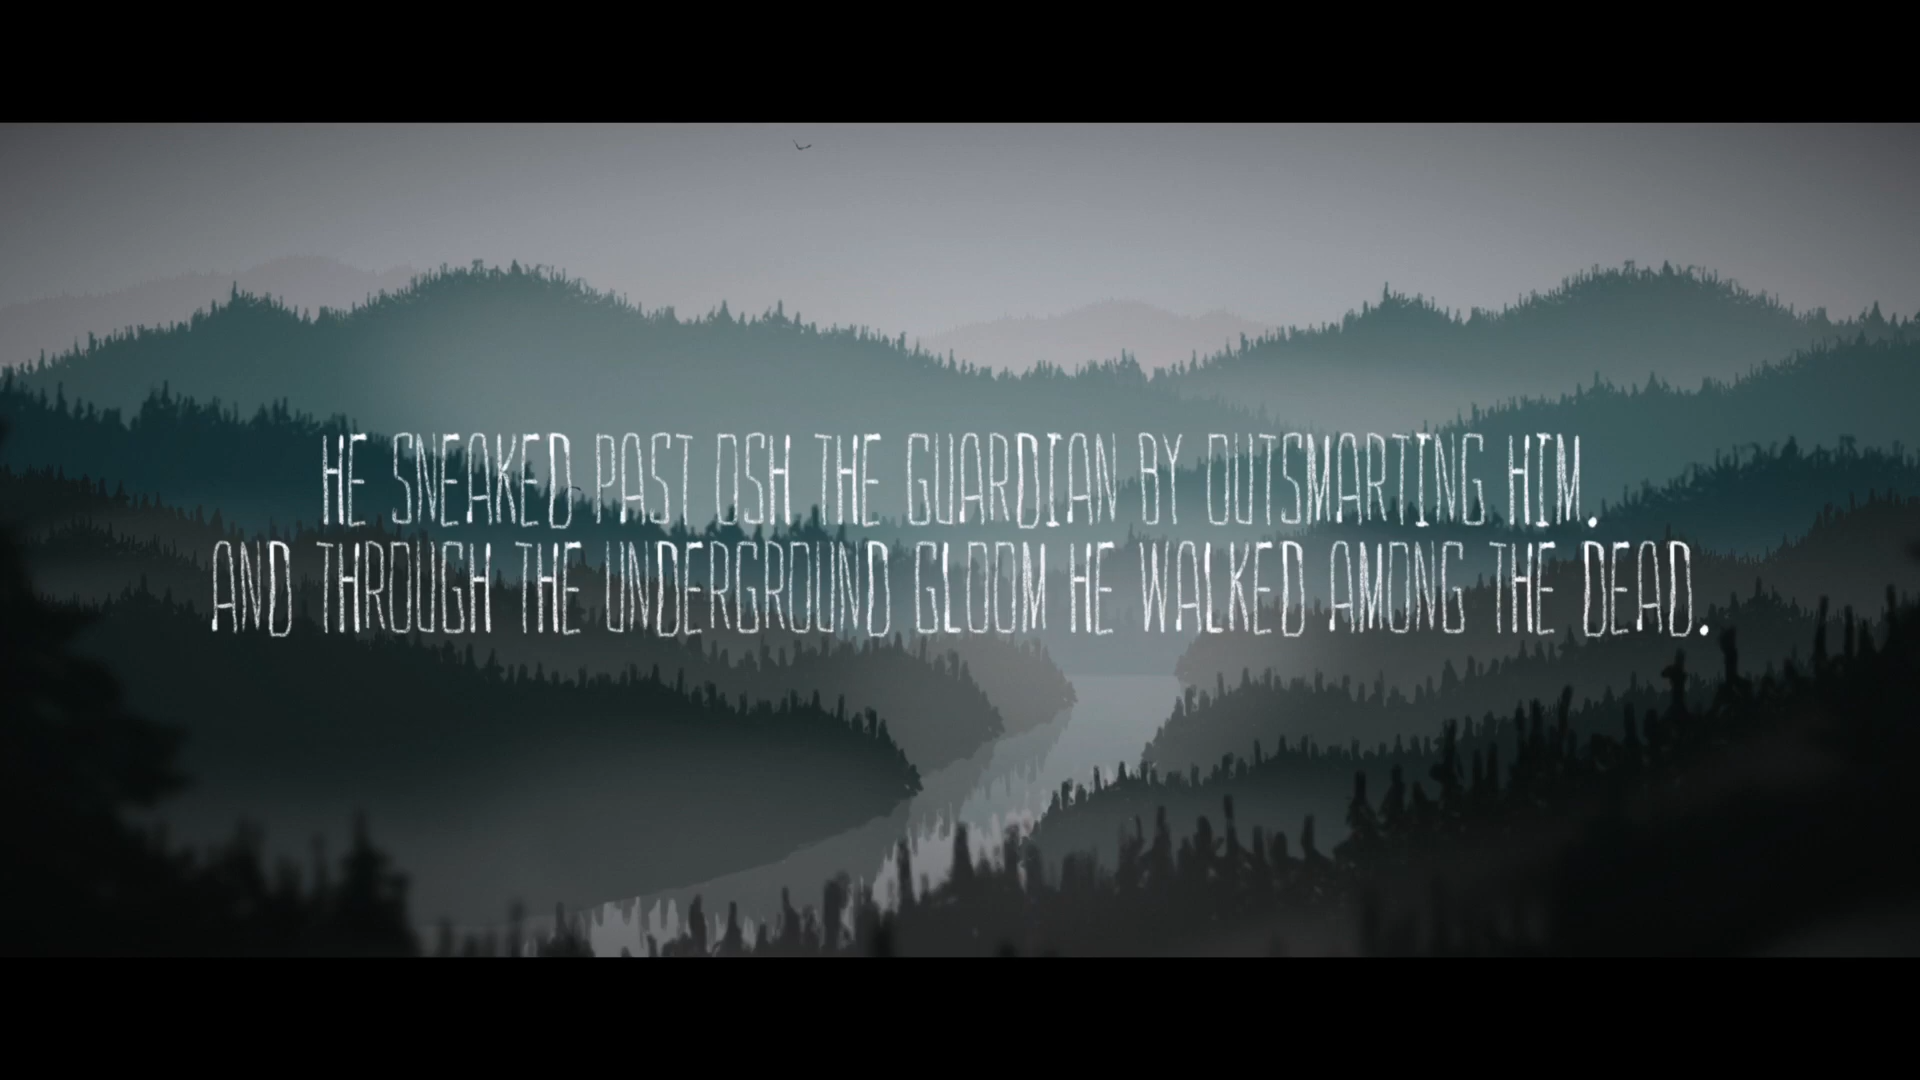 HE SNEAKED PAST OSH THE GUARDIAN BY OUTSMARTING HIM.
AND THROUGH THE UNDERGROUND GLOOM HE WALKED AMONG THE DEAD.